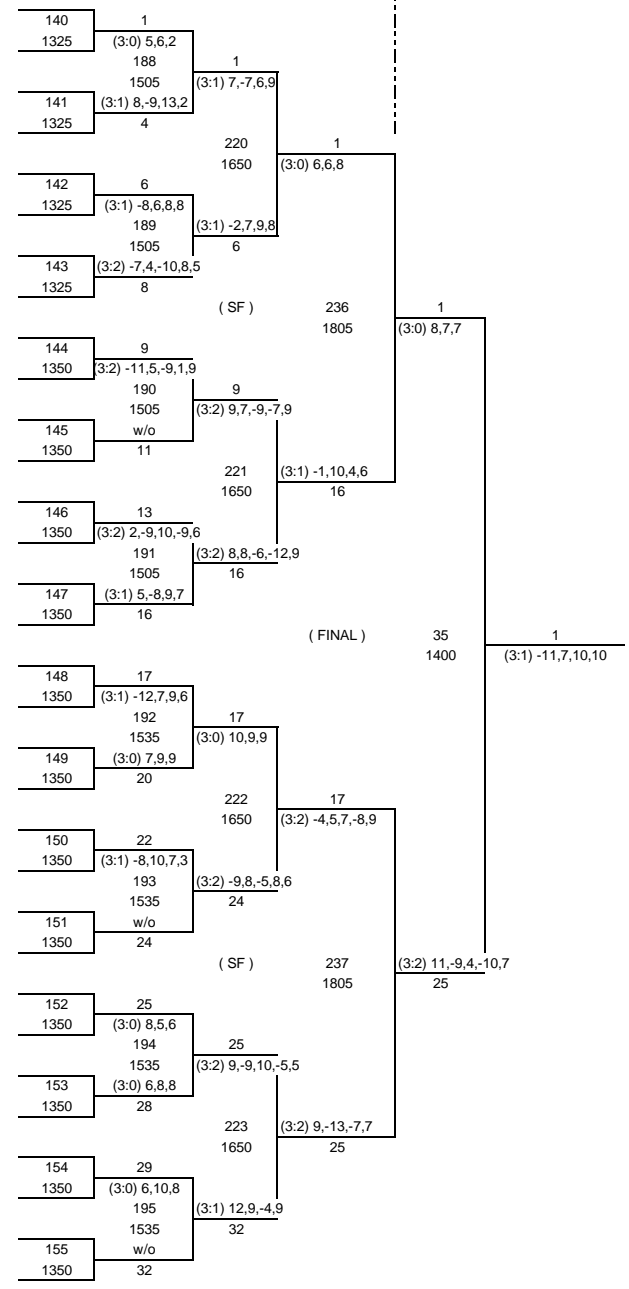 140 1
1325 (3:0) 5,6,2
188 1
1505 (3:1) 7,-7,6,9
141 (3:1) 8,-9,13,2
1325 4
220 1
1650 (3:0) 6,6,8
142 6
1325 (3:1) -8,6,8,8
189 (3:1) -2,7,9,8
1505 6
143 (3:2) -7,4,-10,8,5
1325 8
( SF ) 236 1
1805 (3:0) 8,7,7
144 9
1350 (3:2) -11,5,-9,1,9
190 9
1505 (3:2) 9,7,-9,-7,9
145 w/o
1350 11
221 (3:1) -1,10,4,6
1650 16
146 13
1350 (3:2) 2,-9,10,-9,6
191 (3:2) 8,8,-6,-12,9
1505 16
147 (3:1) 5,-8,9,7
1350 16
( FINAL ) 35 1
1400 (3:1) -11,7,10,10
148 17
1350 (3:1) -12,7,9,6
192 17
1535 (3:0) 10,9,9
149 (3:0) 7,9,9
1350 20
222 17
1650 (3:2) -4,5,7,-8,9
150 22
1350 (3:1) -8,10,7,3
193 (3:2) -9,8,-5,8,6
1535 24
151 w/o
1350 24
( SF ) 237 (3:2) 11,-9,4,-10,7
1805 25
152 25
1350 (3:0) 8,5,6
194 25
1535 (3:2) 9,-9,10,-5,5
153 (3:0) 6,8,8
1350 28
223 (3:2) 9,-13,-7,7
1650 25
154 29
1350 (3:0) 6,10,8
195 (3:1) 12,9,-4,9
1535 32
155 w/o
1350 32